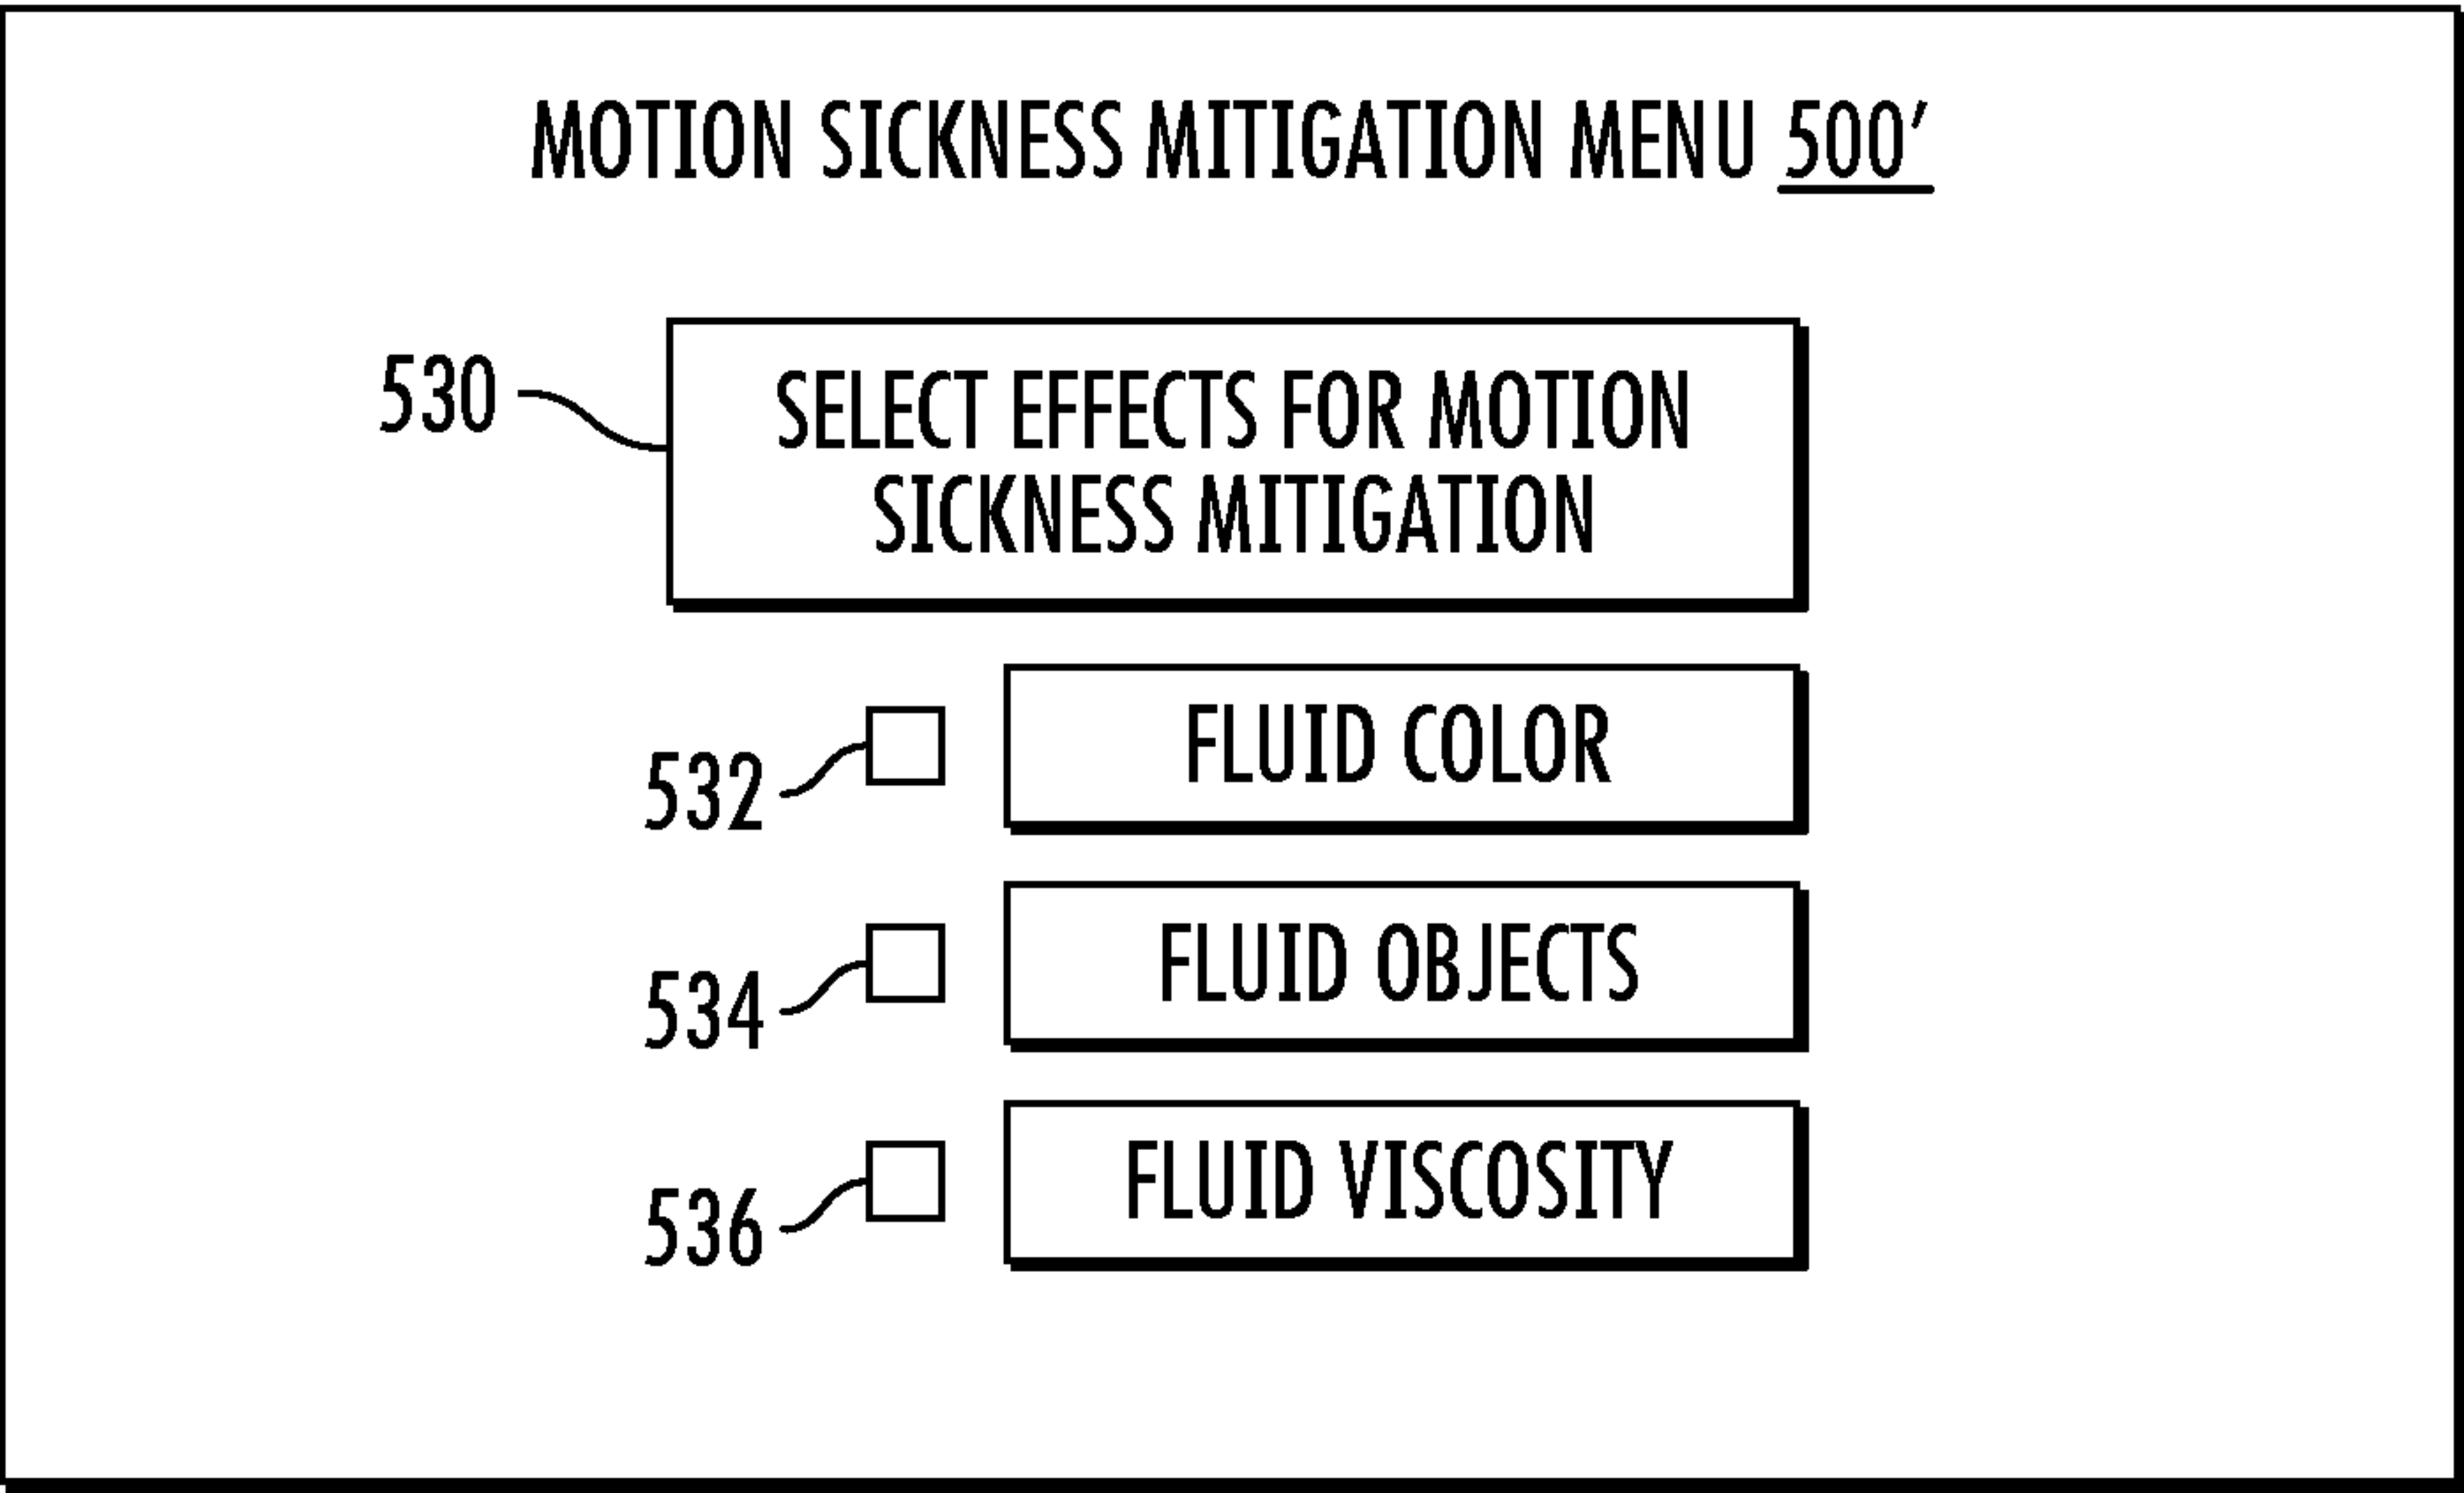 MOTION SICKNESS MITIGATION MENU 500′
530
SELECT EFFECTS FOR MOTION
SICKNESS MITIGATION
532
FLUID COLOR
534
FLUID OBJECTS
536
FLUID VISCOSITY